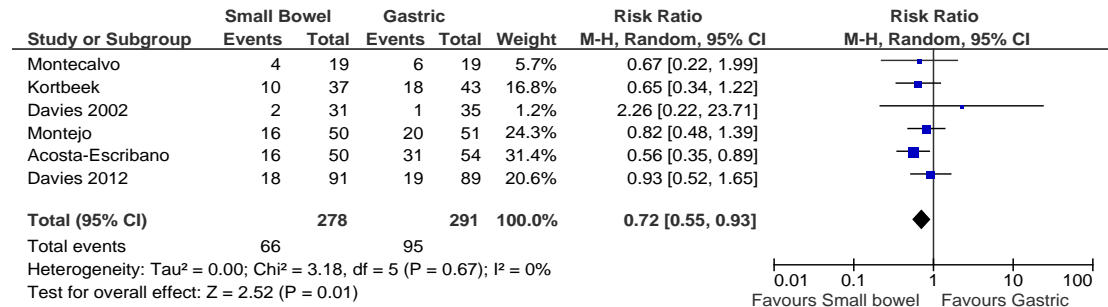 Small Bowel Gastric Risk Ratio Risk Ratio
Study or Subgroup Events Total Events Total Weight M-H, Random, 95% CI M-H, Random, 95% CI
Montecalvo 4 19 6 19 5.7% 0.67 [0.22, 1.99]
Kortbeek 10 37 18 43 16.8% 0.65 [0.34, 1.22]
Davies 2002 2 31 1 35 1.2% 2.26 [0.22, 23.71]
Montejo 16 50 20 51 24.3% 0.82 [0.48, 1.39]
Acosta-Escribano 16 50 31 54 31.4% 0.56 [0.35, 0.89]
Davies 2012 18 91 19 89 20.6% 0.93 [0.52, 1.65]
Total (95% CI) 278 291 100.0% 0.72 [0.55, 0.93]
Total events 66 95
Heterogeneity: Tau² = 0.00; Chi² = 3.18, df = 5 (P = 0.67); I² = 0%
Test for overall effect: Z = 2.52 (P = 0.01)
0.01 0.1 1 10 100
Favours Small bowel Favours Gastric